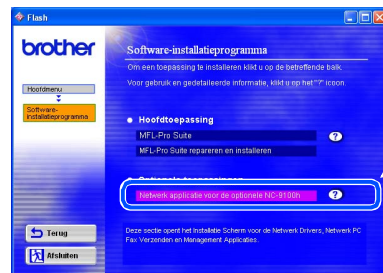 Flash
brother
Software-installatieprogramma
Om een toepassing te installeren klikt u op de betreffende balk.
Voor gebruik en gedetaileerde informatie, klikt u op het "?" icoon.
Hoofdmenu
Software-
installatieprogramma
Hoofdtoepassing
MFL-Pro Suite
?
MFL-Pro Suite repareren en installeren
Optionele toepassingen
Netwerk applicatie voor de optionele NC-9100h
?
Deze sectie opent het Installatie Scherm voor de Netwerk Drivers, Netwerk PC
Fax Verzenden en Management Applicaties.
Terug
Afsluiten